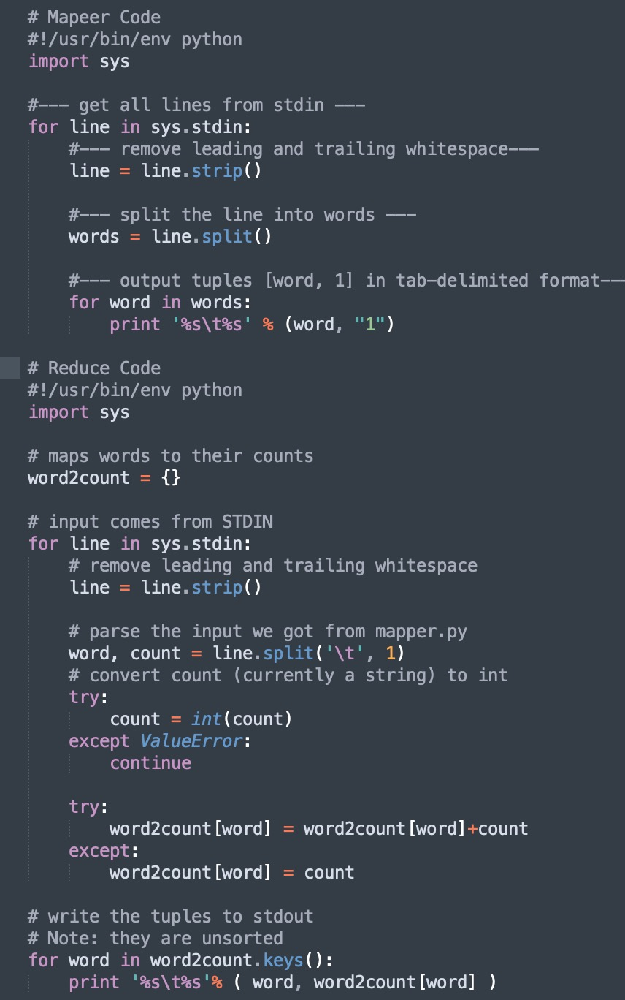 # Mapeer Code
#!/usr/bin/env python
import sys

#--- get all lines from stdin ---
for line in sys.stdin:
    #--- remove leading and trailing whitespace---
    line = line.strip()

    #--- split the line into words ---
    words = line.split()

    #--- output tuples [word, 1] in tab-delimited format---
    for word in words:
        print '%s\t%s' % (word, "1")

# Reduce Code
#!/usr/bin/env python
import sys

# maps words to their counts
word2count = {}

# input comes from STDIN
for line in sys.stdin:
    # remove leading and trailing whitespace
    line = line.strip()

    # parse the input we got from mapper.py
    word, count = line.split('\t', 1)
    # convert count (currently a string) to int
    try:
        count = int(count)
    except ValueError:
        continue

    try:
        word2count[word] = word2count[word]+count
    except:
        word2count[word] = count

# write the tuples to stdout
# Note: they are unsorted
for word in word2count.keys():
    print '%s\t%s'% ( word, word2count[word] )